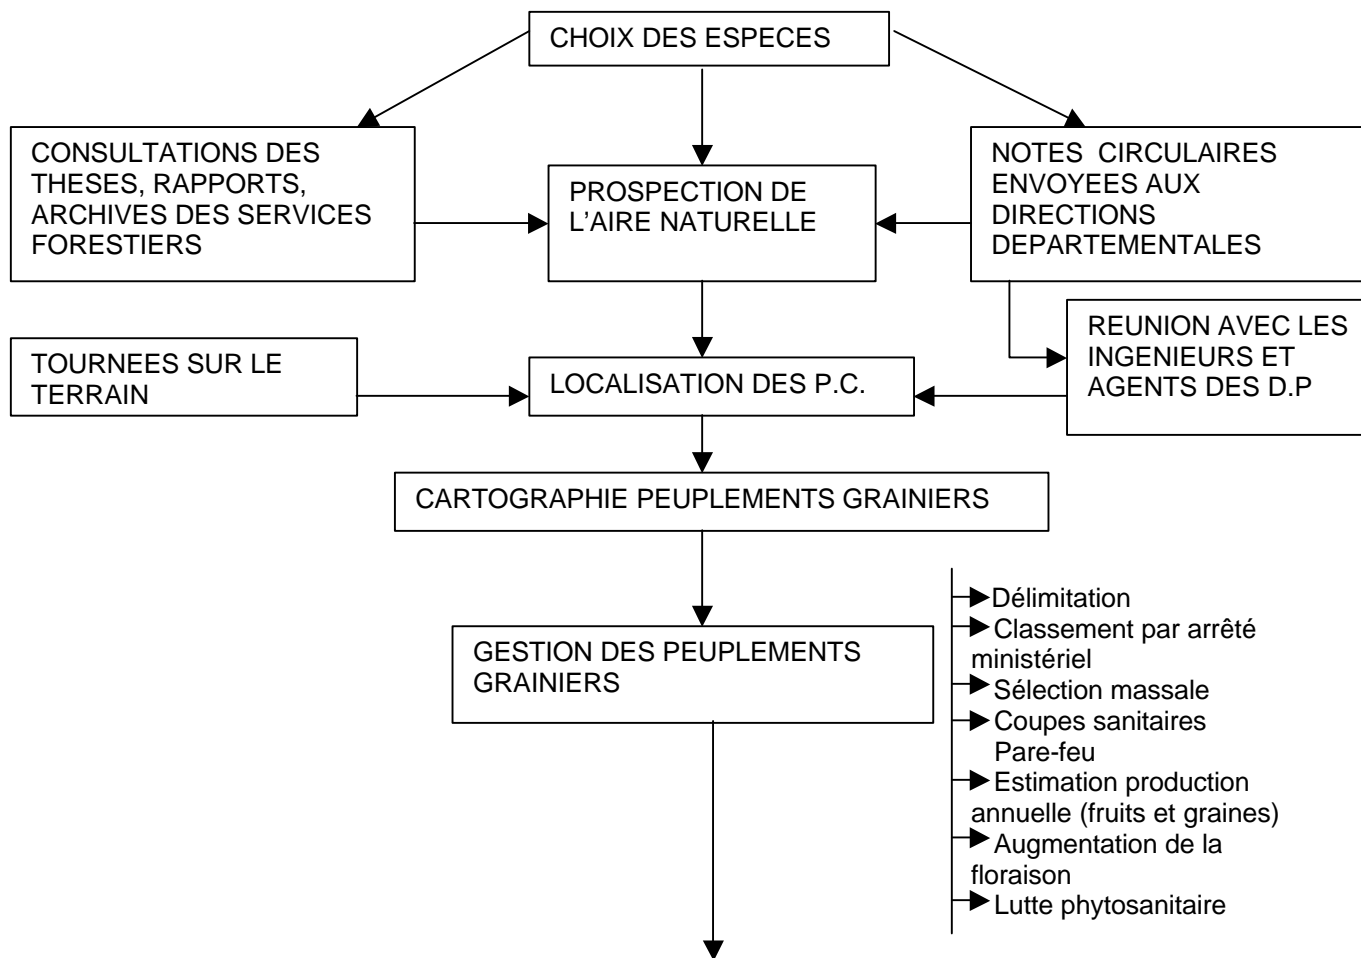 CHOIX DES ESPECES
CONSULTATIONS DES
THESES, RAPPORTS,
ARCHIVES DES SERVICES
FORESTIERS
PROSPECTION DE
L'AIRE NATURELLE
NOTES CIRCULAIRES
ENVOYEES AUX
DIRECTIONS
DEPARTEMENTALES
TOURNEES SUR LE
TERRAIN
LOCALISATION DES P.C.
REUNION AVEC LES
INGENIEURS ET
AGENTS DES D.P
CARTOGRAPHIE PEUPLEMENTS GRAINIERS
GESTION DES PEUPLEMENTS
GRAINIERS
Délimitation
Classement par arrêté
ministériel
Sélection massale
Coupes sanitaires
Pare-feu
Estimation production
annuelle (fruits et graines)
Augmentation de la
floraison
Lutte phytosanitaire